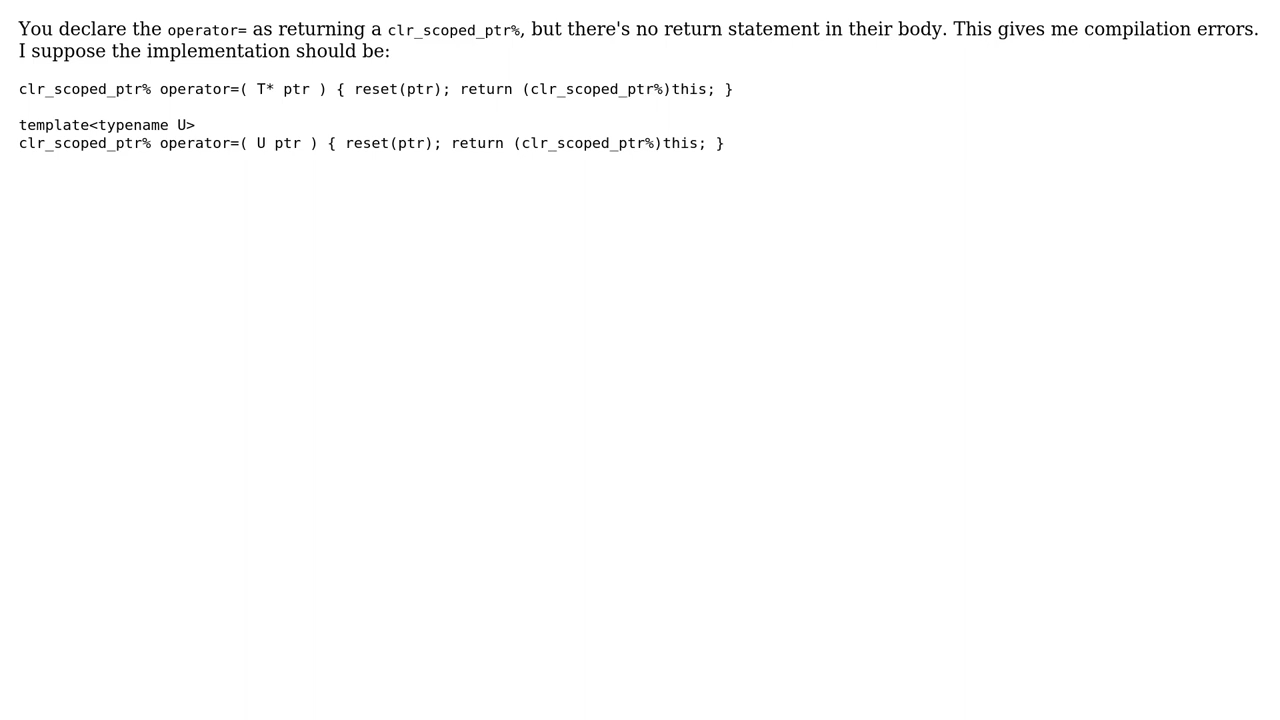 You declare the operator= as returning a clr_scoped_ptr%, but there's no return statement in their body. This gives me compilation errors.
I suppose the implementation should be:
clr_scoped_ptr% operator=( T* ptr ) { reset(ptr); return (clr_scoped_ptr%)this; }
template<typename U>
clr_scoped_ptr% operator=( U ptr ) { reset(ptr); return (clr_scoped_ptr%)this; }